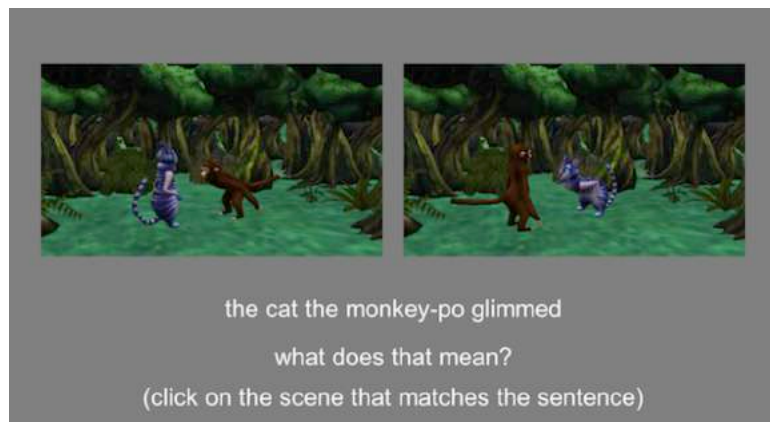 the cat the monkey-po glimmed
what does that mean?
(click on the scene that matches the sentence)